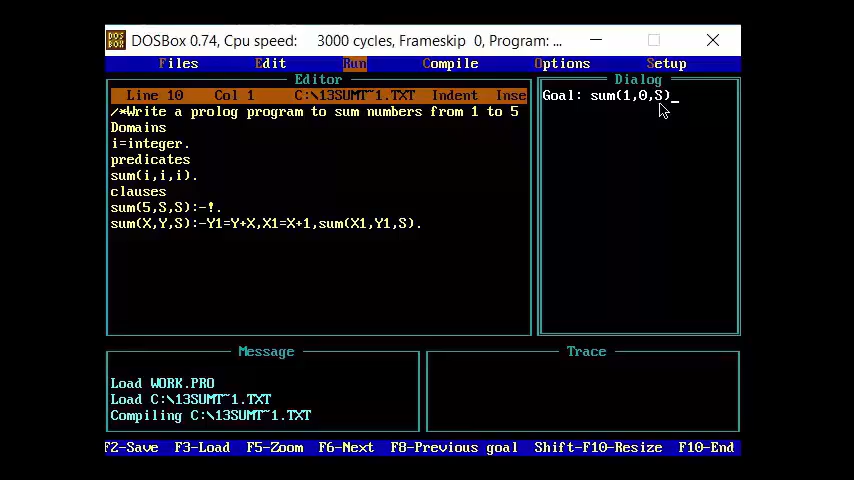 DOSBox 0.74, Cpu speed: 3000 cycles, Frameskip 0, Program: ...
Files Edit Run Compile Options Setup
Editor
Line 10 Col 1 C:\13SUMT~1.TXT Indent Inse
/*Write a prolog program to sum numbers from 1 to 5
Domains
i=integer.
predicates
sum(i,i,i).
clauses
sum(5,S,S):-!.
sum(X,Y,S):-Y1=Y+X,X1=X+1,sum(X1,Y1,S).
Dialog
Goal: sum(1,0,S)_
Message
Load WORK.PRO
Load C:\13SUMT~1.TXT
Compiling C:\13SUMT~1.TXT
Trace
F2-Save F3-Load F5-Zoom F6-Next F8-Previous goal Shift-F10-Resize F10-End